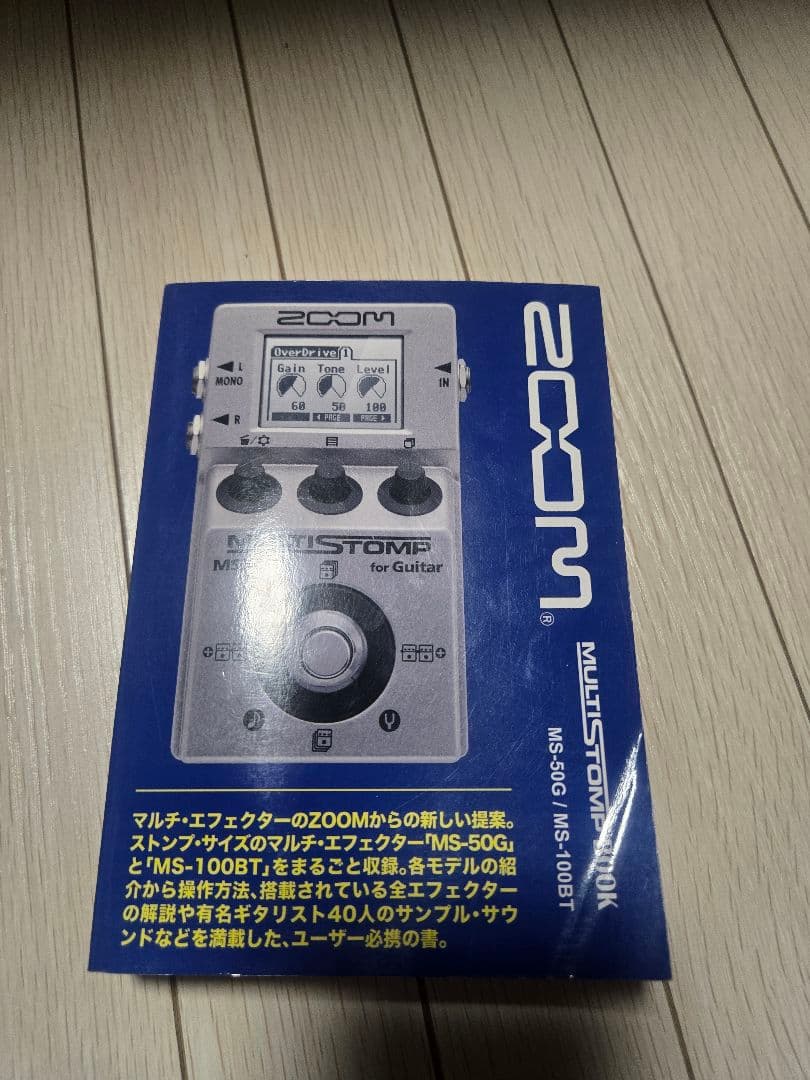 ZOOM
OverDrive 1
Gain Tone Level
60 50 100
PAGE PAGE
L
MONO
R
IN
MULTISTOMP
MS
for Guitar
ZOOM®
MULTISTOMP BOOK
MS-50G / MS-100BT
マルチ・エフェクターのZOOMからの新しい提案。
ストンプ・サイズのマルチ・エフェクター「MS-50G」
と「MS-100BT」をまるごと収録。各モデルの紹
介から操作方法、搭載されている全エフェクター
の解説や有名ギタリスト40人のサンプル・サウ
ンドなどを満載した、ユーザー必携の書。